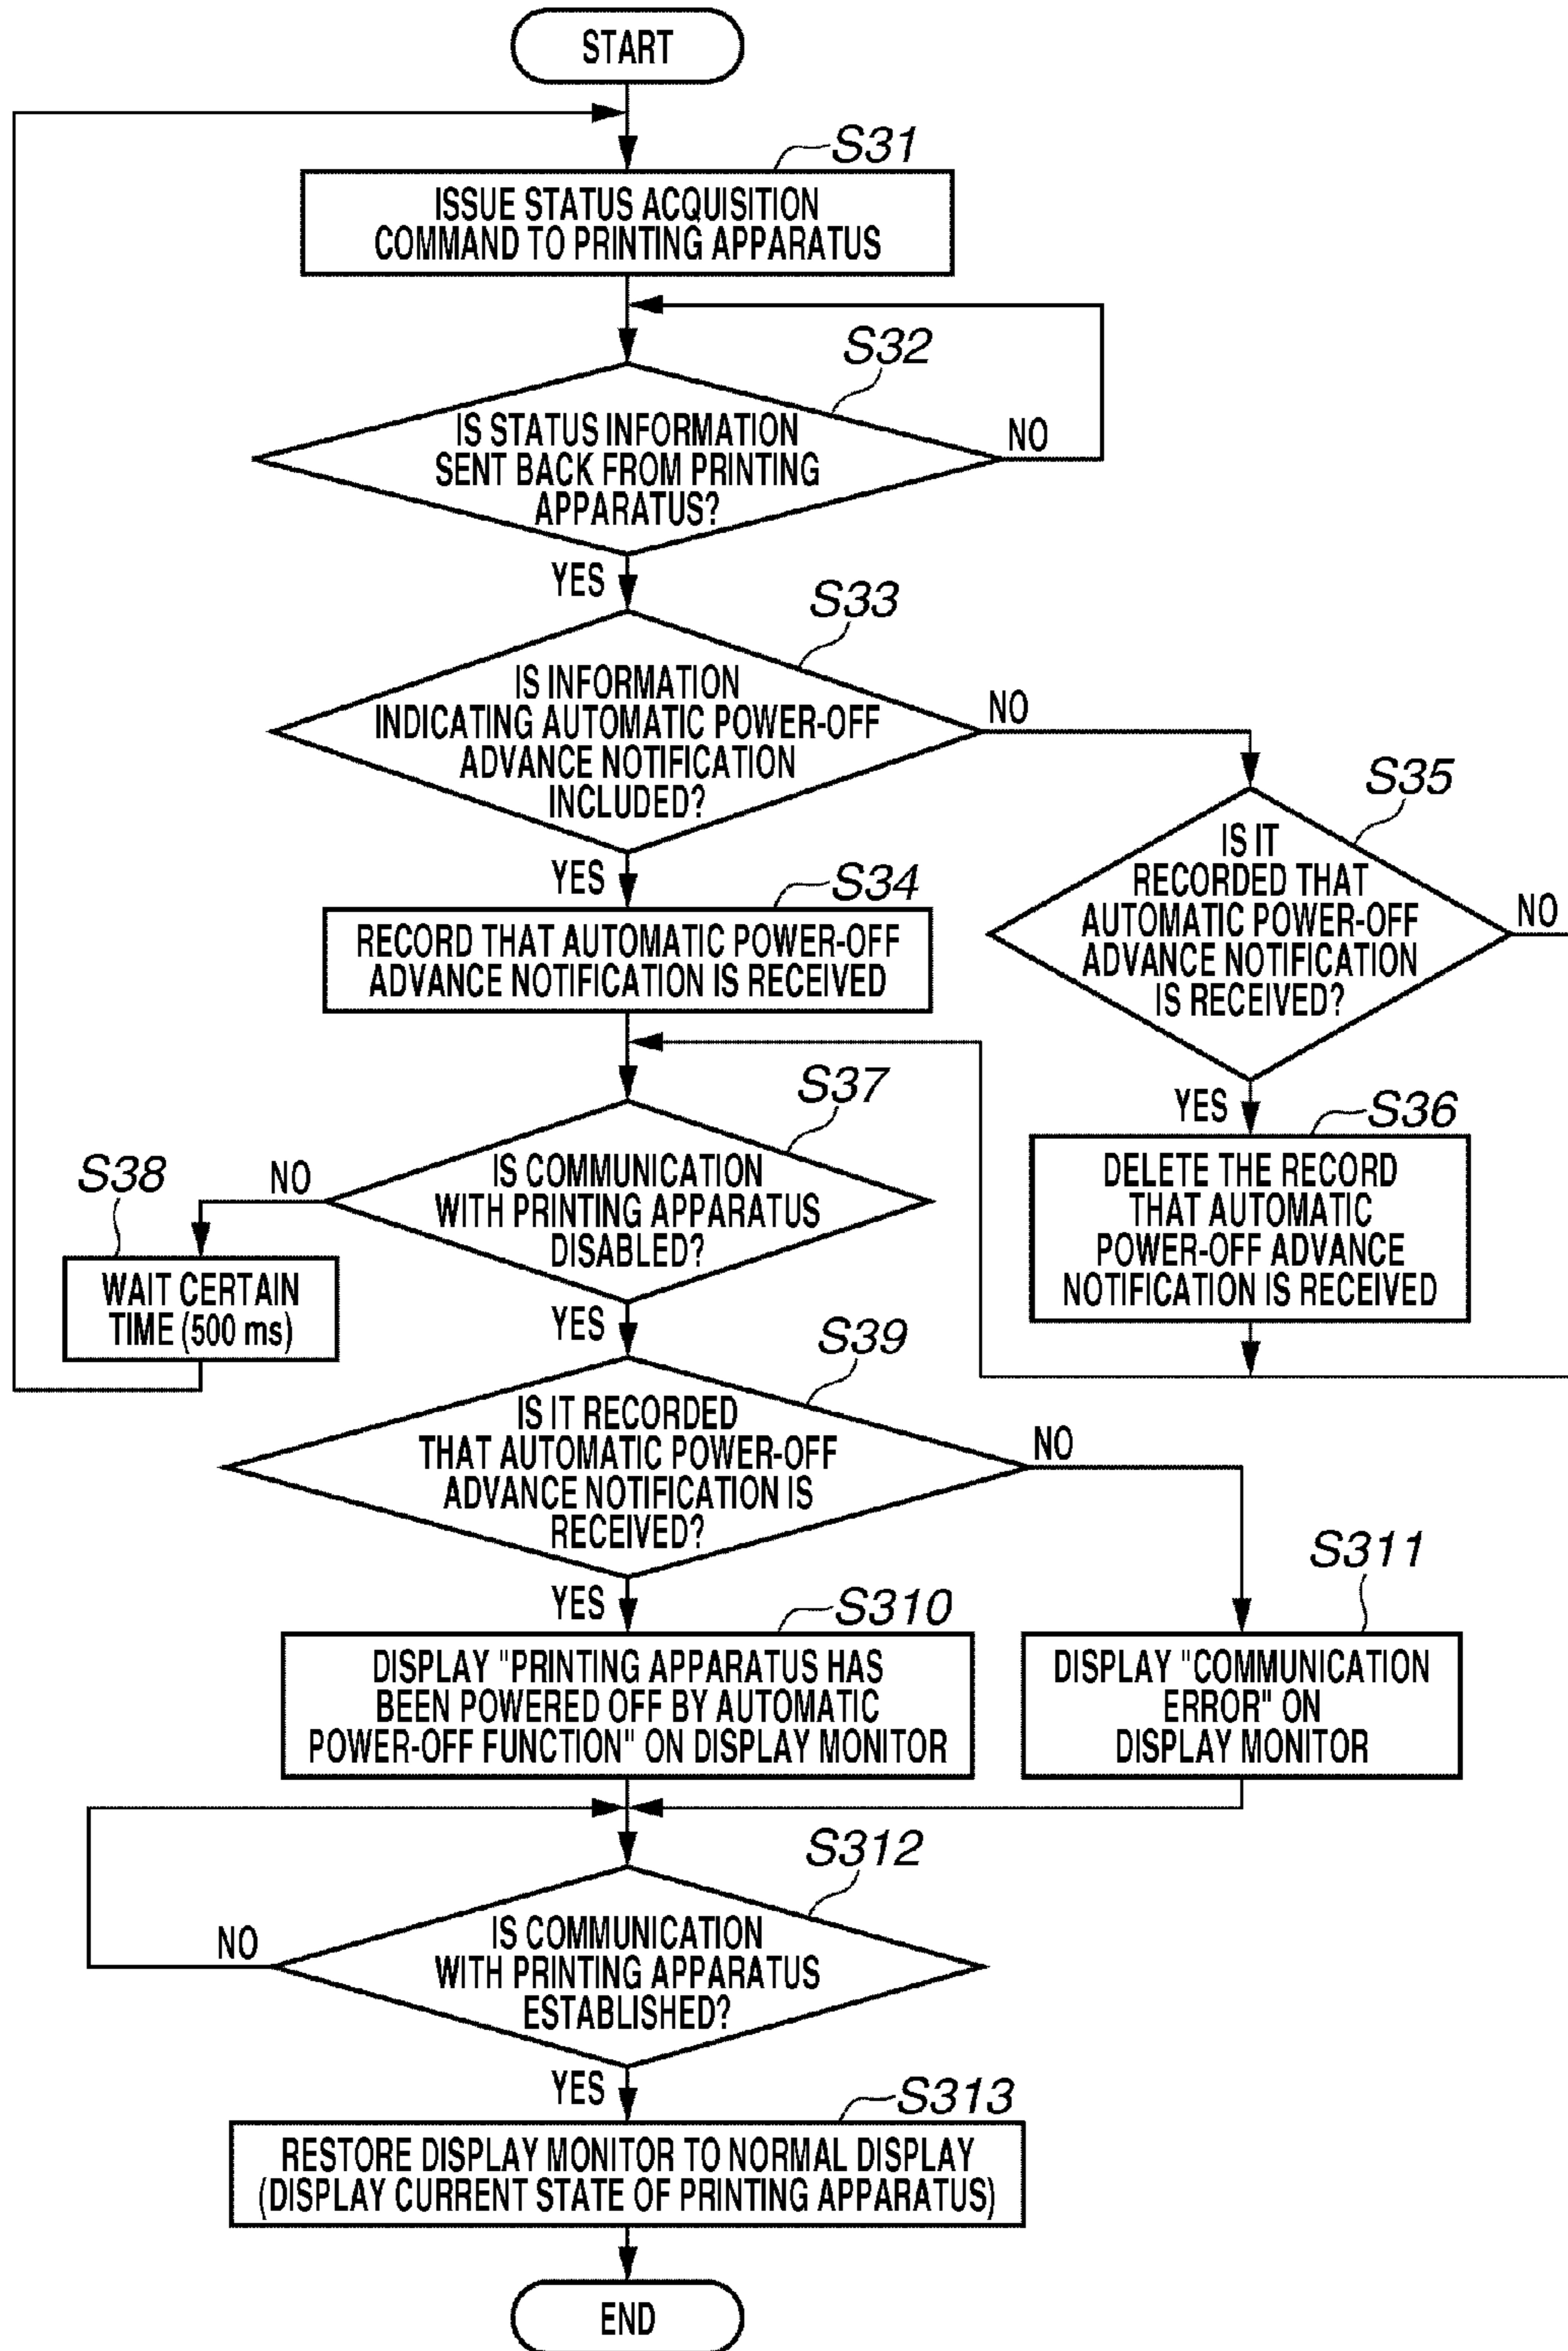 START
S31
ISSUE STATUS ACQUISITION
COMMAND TO PRINTING APPARATUS
S32
IS STATUS INFORMATION
SENT BACK FROM PRINTING
APPARATUS?
NO
YES
S33
IS INFORMATION
INDICATING AUTOMATIC POWER-OFF
ADVANCE NOTIFICATION
INCLUDED?
NO
YES
S34
RECORD THAT AUTOMATIC POWER-OFF
ADVANCE NOTIFICATION IS RECEIVED
S35
IS IT
RECORDED THAT
AUTOMATIC POWER-OFF
ADVANCE NOTIFICATION
IS RECEIVED?
NO
YES
S36
DELETE THE RECORD
THAT AUTOMATIC
POWER-OFF ADVANCE
NOTIFICATION IS RECEIVED
S37
IS COMMUNICATION
WITH PRINTING APPARATUS
DISABLED?
NO
S38
WAIT CERTAIN
TIME (500 ms)
YES
S39
IS IT RECORDED
THAT AUTOMATIC POWER-OFF
ADVANCE NOTIFICATION IS
RECEIVED?
NO
YES
S310
DISPLAY "PRINTING APPARATUS HAS
BEEN POWERED OFF BY AUTOMATIC
POWER-OFF FUNCTION" ON DISPLAY MONITOR
S311
DISPLAY "COMMUNICATION
ERROR" ON
DISPLAY MONITOR
S312
IS COMMUNICATION
WITH PRINTING APPARATUS
ESTABLISHED?
NO
YES
S313
RESTORE DISPLAY MONITOR TO NORMAL DISPLAY
(DISPLAY CURRENT STATE OF PRINTING APPARATUS)
END